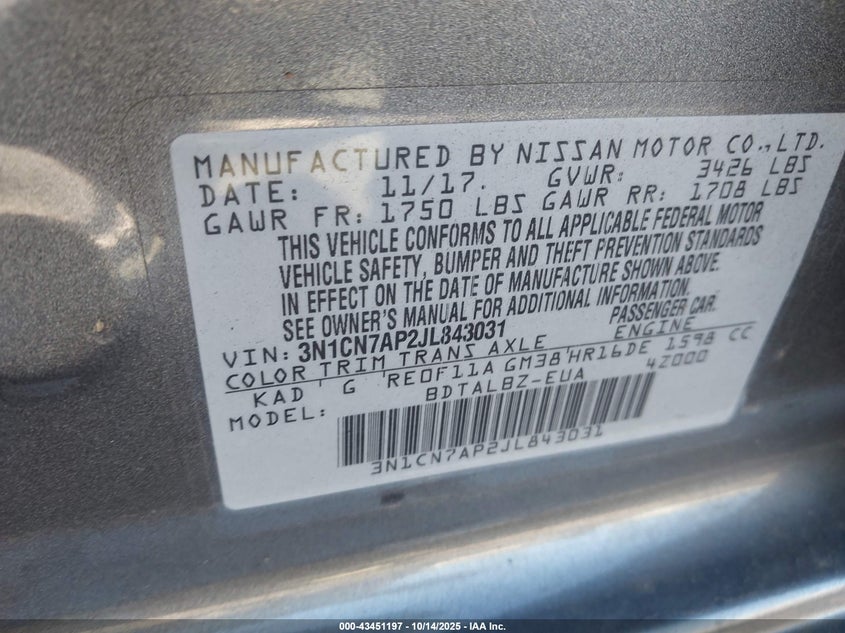 MANUFACTURED BY NISSAN MOTOR CO.,LTD.
DATE: 11/17. GVWR: 3426 LBS
GAWR FR: 1750 LBS GAWR RR: 1708 LBS
THIS VEHICLE CONFORMS TO ALL APPLICABLE FEDERAL MOTOR
VEHICLE SAFETY, BUMPER AND THEFT PREVENTION STANDARDS
IN EFFECT ON THE DATE OF MANUFACTURE SHOWN ABOVE.
SEE OWNER'S MANUAL FOR ADDITIONAL INFORMATION.
VIN: 3N1CN7AP2JL843031 PASSENGER CAR.
COLOR TRIM TRANS AXLE ENGINE
KAD G RE0F11A GM38 HR16DE 1598 CC
MODEL: BDTALBZ-EUA 4Z000
3N1CN7AP2JL843031
000-43451197 - 10/14/2025 - IAA Inc.